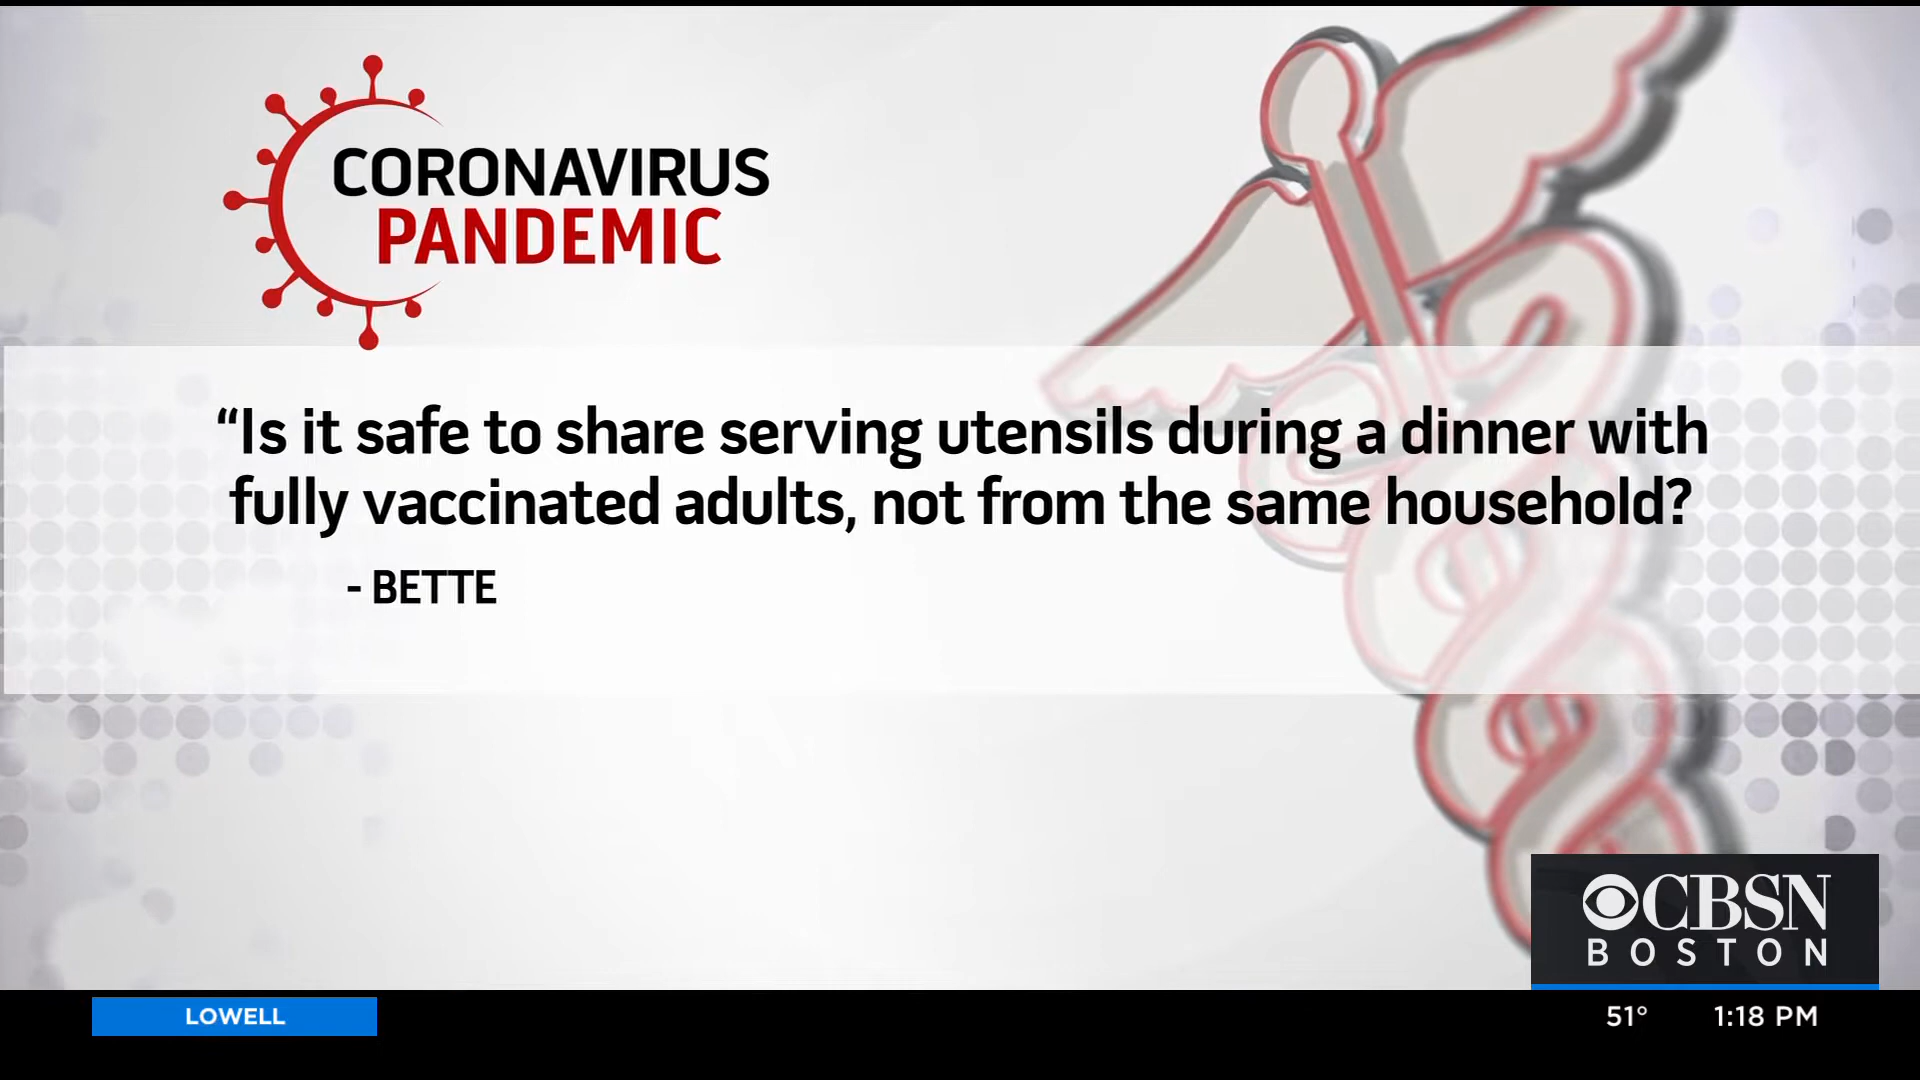 CORONAVIRUS
PANDEMIC
“Is it safe to share serving utensils during a dinner with
fully vaccinated adults, not from the same household?
- BETTE
CBSN
BOSTON
LOWELL
51° 1:18 PM